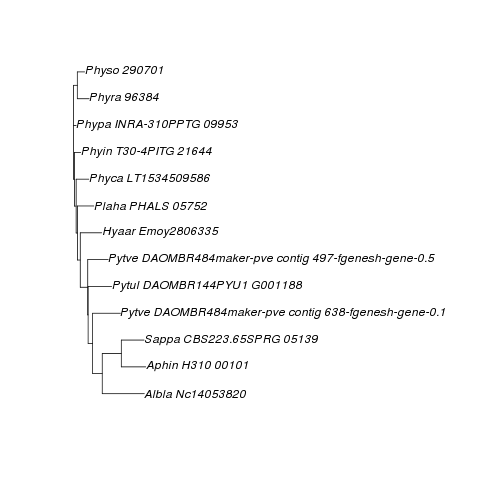 Physo 290701
Phyra 96384
Phypa INRA-310PPTG 09953
Phyin T30-4PITG 21644
Phyca LT1534509586
Plaha PHALS 05752
Hyaar Emoy2806335
Pytve DAOMBR484maker-pve contig 497-fgenesh-gene-0.5
Pytul DAOMBR144PYU1 G001188
Pytve DAOMBR484maker-pve contig 638-fgenesh-gene-0.1
Sappa CBS223.65SPRG 05139
Aphin H310 00101
Albla Nc14053820